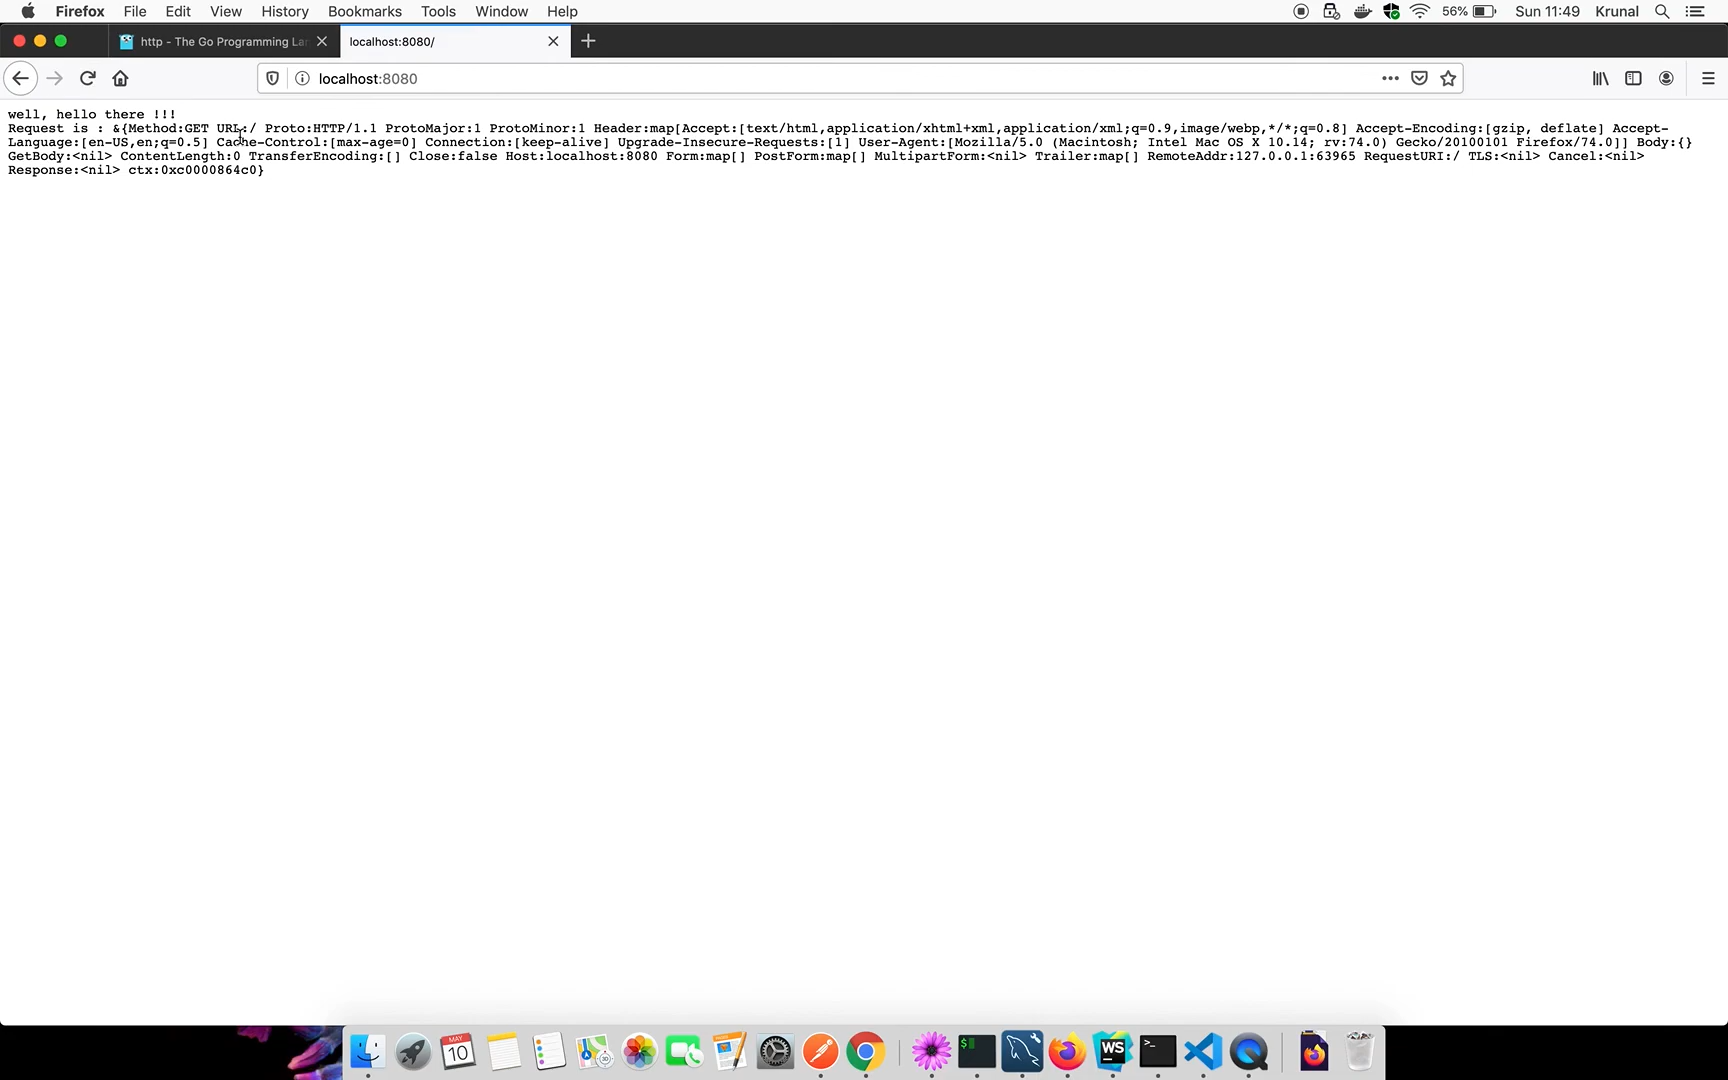 Firefox File Edit View History Bookmarks Tools Window Help 56% Sun 11:49 Krunal
http - The Go Programming Lan localhost:8080/
localhost:8080
well, hello there !!!
Request is : &{Method:GET URL:/ Proto:HTTP/1.1 ProtoMajor:1 ProtoMinor:1 Header:map[Accept:[text/html,application/xhtml+xml,application/xml;q=0.9,image/webp,*/*;q=0.8] Accept-Encoding:[gzip, deflate] Accept-
Language:[en-US,en;q=0.5] Cache-Control:[max-age=0] Connection:[keep-alive] Upgrade-Insecure-Requests:[1] User-Agent:[Mozilla/5.0 (Macintosh; Intel Mac OS X 10.14; rv:74.0) Gecko/20100101 Firefox/74.0]] Body:{}
GetBody:<nil> ContentLength:0 TransferEncoding:[] Close:false Host:localhost:8080 Form:map[] PostForm:map[] MultipartForm:<nil> Trailer:map[] RemoteAddr:127.0.0.1:63965 RequestURI:/ TLS:<nil> Cancel:<nil>
Response:<nil> ctx:0xc0000864c0}
MAY
10
$
WS
>_